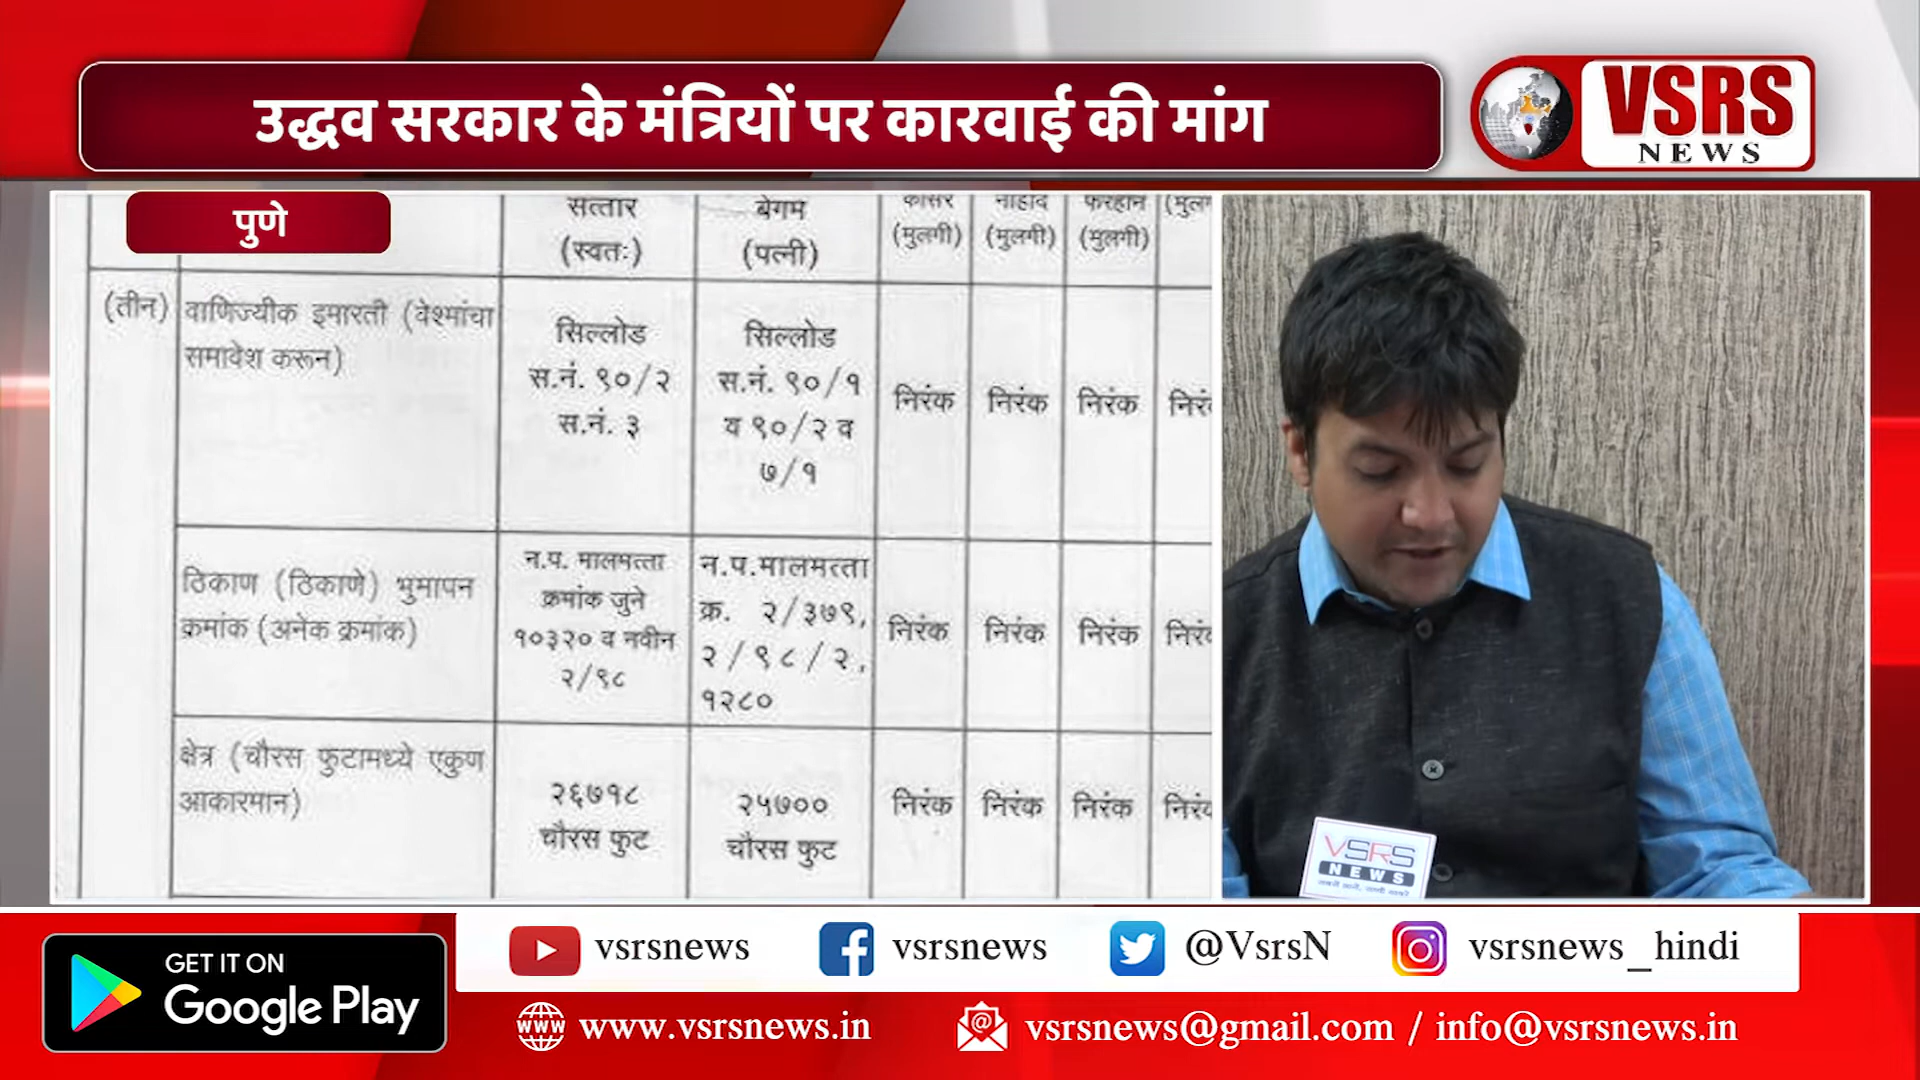 उद्धव सरकार के मंत्रियों पर कारवाई की मांग
VSRS
NEWS
पुणे
सत्तार
(स्वतः)
बेगम
(पत्नी)
(मुलगी)
(मुलगी)
फरहान
(मुलगी)
(तीन)
वाणिज्यीक इमारती (वेश्मांचा
समावेश करून)
सिल्लोड
स.नं. ९०/२
स.नं. ३
सिल्लोड
स.नं. ९०/१
व ९०/२ व
७/१
निरंक
निरंक
निरंक
ठिकाण (ठिकाणे) भुमापन
क्रमांक (अनेक क्रमांक)
न.प. मालमत्ता
क्रमांक जुने
१०३२० व नवीन
२/९८
न.प.मालमत्ता
क्र. २/३७९,
२/९८/२,
१२८०
निरंक
निरंक
निरंक
क्षेत्र (चौरस फुटामध्ये एकुण
आकारमान)
२६७१८
चौरस फुट
२५७००
चौरस फुट
निरंक
निरंक
निरंक
VSRS
NEWS
GET IT ON
Google Play
vsrsnews
vsrsnews
@VsrsN
vsrsnews_hindi
www.vsrsnews.in
vsrsnews@gmail.com / info@vsrsnews.in